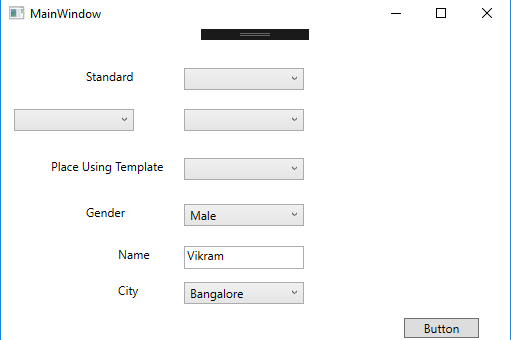 MainWindow
Standard
Place Using Template
Gender Male
Name Vikram
City Bangalore
Button